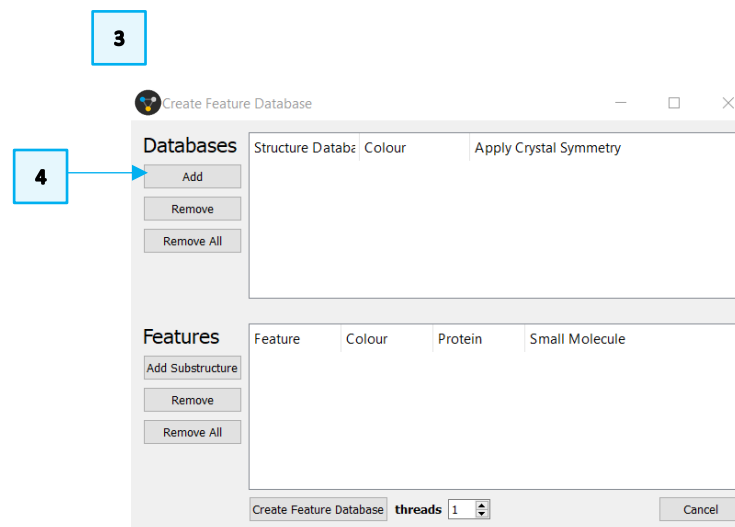 3
Create Feature Database
Databases
Structure Databa Colour Apply Crystal Symmetry
4
Add
Remove
Remove All
Features
Feature Colour Protein Small Molecule
Add Substructure
Remove
Remove All
Create Feature Database threads 1 Cancel